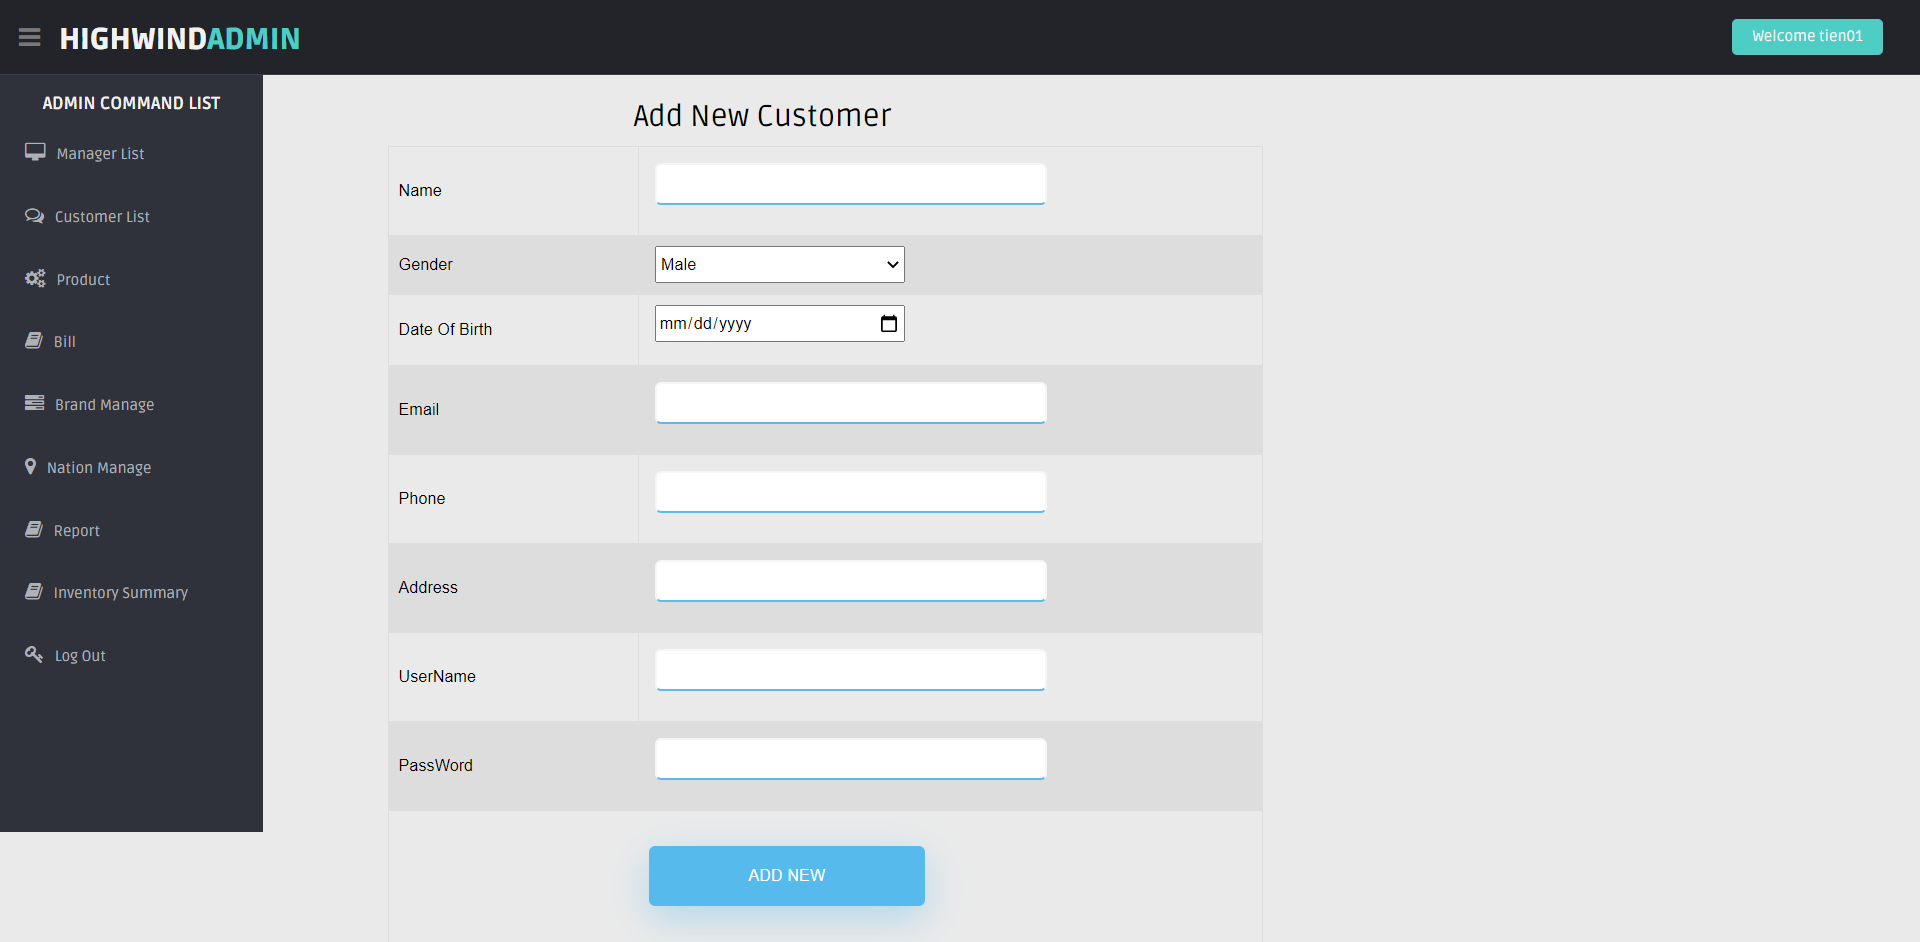 HIGHWINDADMIN
Welcome tien01
ADMIN COMMAND LIST
Manager List
Customer List
Product
Bill
Brand Manage
Nation Manage
Report
Inventory Summary
Log Out
Add New Customer
Name
Gender
Male
Date Of Birth
mm/dd/yyyy
Email
Phone
Address
UserName
PassWord
ADD NEW